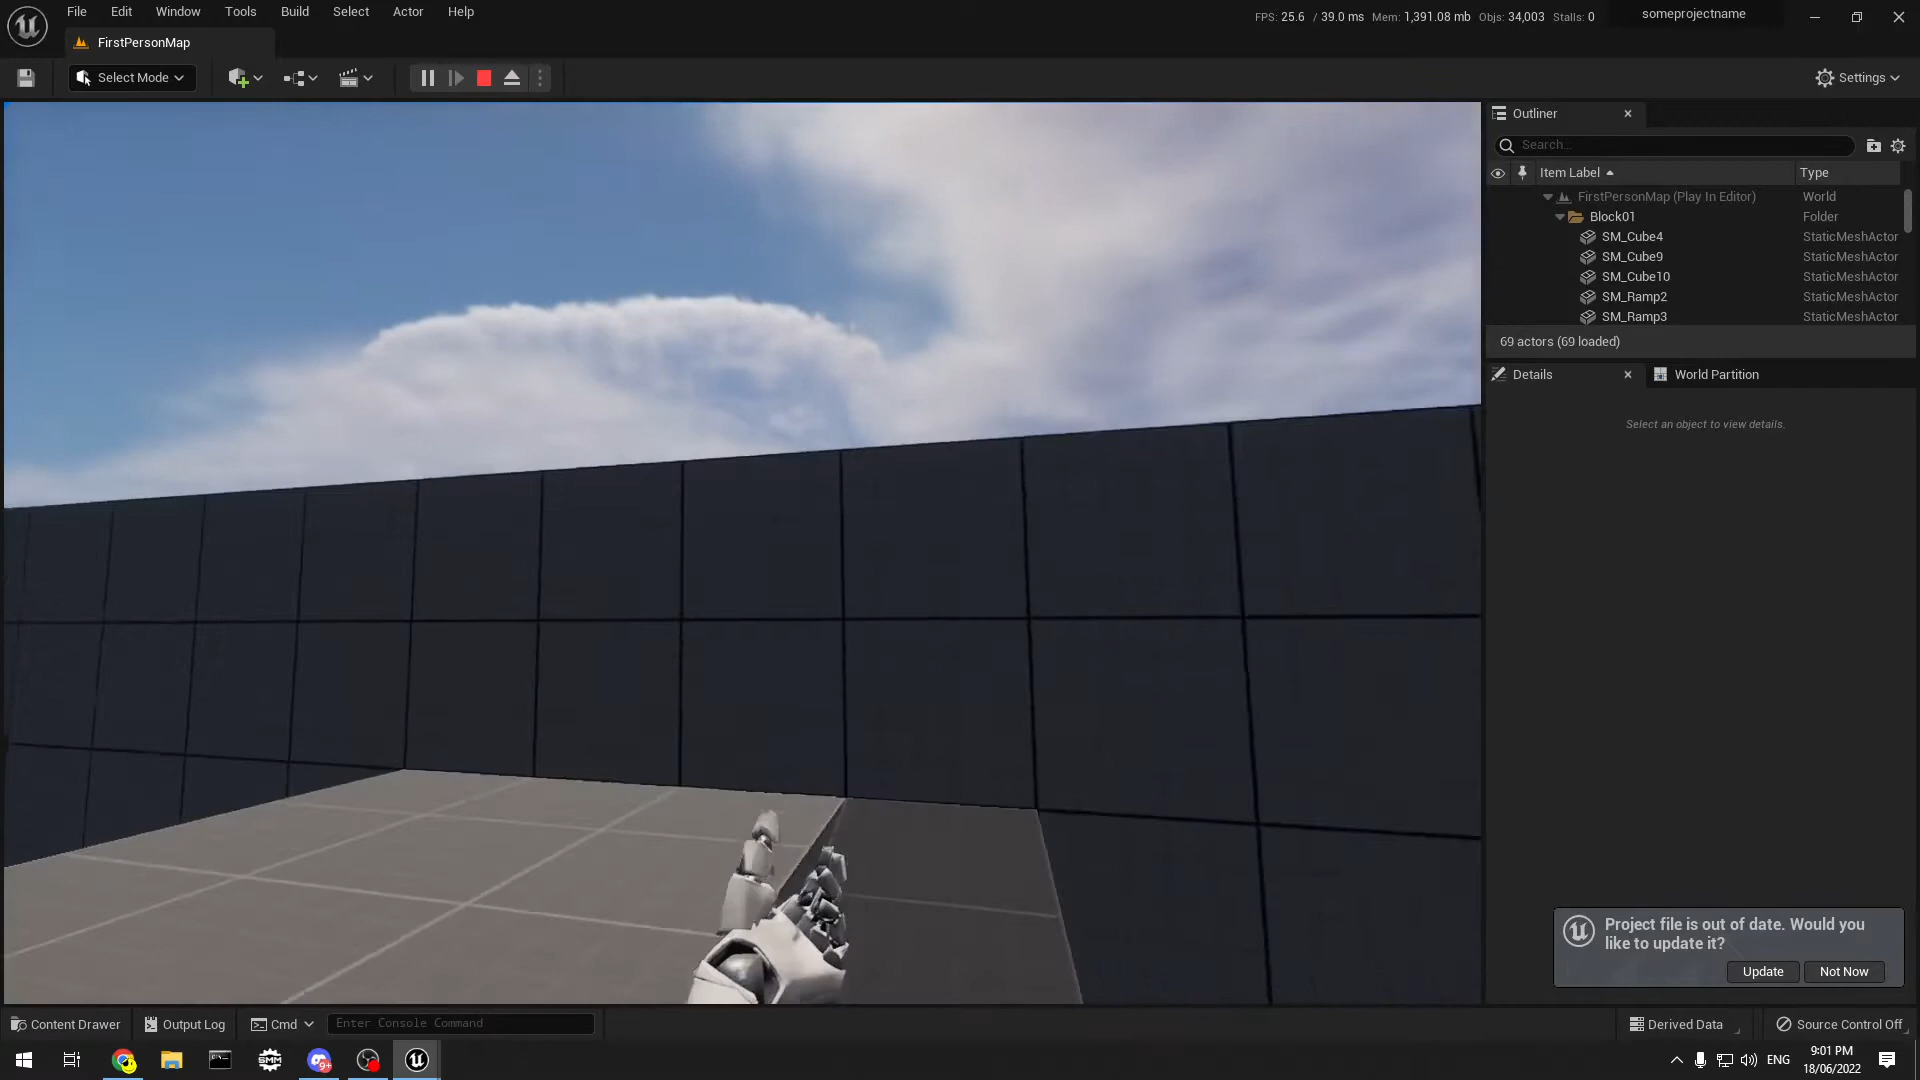 File Edit Window Tools Build Select Actor Help
FPS: 25.6 / 39.0 ms Mem: 1,391.08 mb Objs: 34,003 Stalls: 0
someprojectname
FirstPersonMap
Select Mode
Settings
Outliner
Search...
Item Label
Type
FirstPersonMap (Play In Editor) World
Block01 Folder
SM_Cube4 StaticMeshActor
SM_Cube9 StaticMeshActor
SM_Cube10 StaticMeshActor
SM_Ramp2 StaticMeshActor
SM_Ramp3 StaticMeshActor
69 actors (69 loaded)
Details
World Partition
Select an object to view details.
Project file is out of date. Would you
like to update it?
Update
Not Now
Content Drawer
Output Log
Cmd
Enter Console Command
Derived Data
Source Control Off
SMM
9+
ENG
9:01 PM
18/06/2022